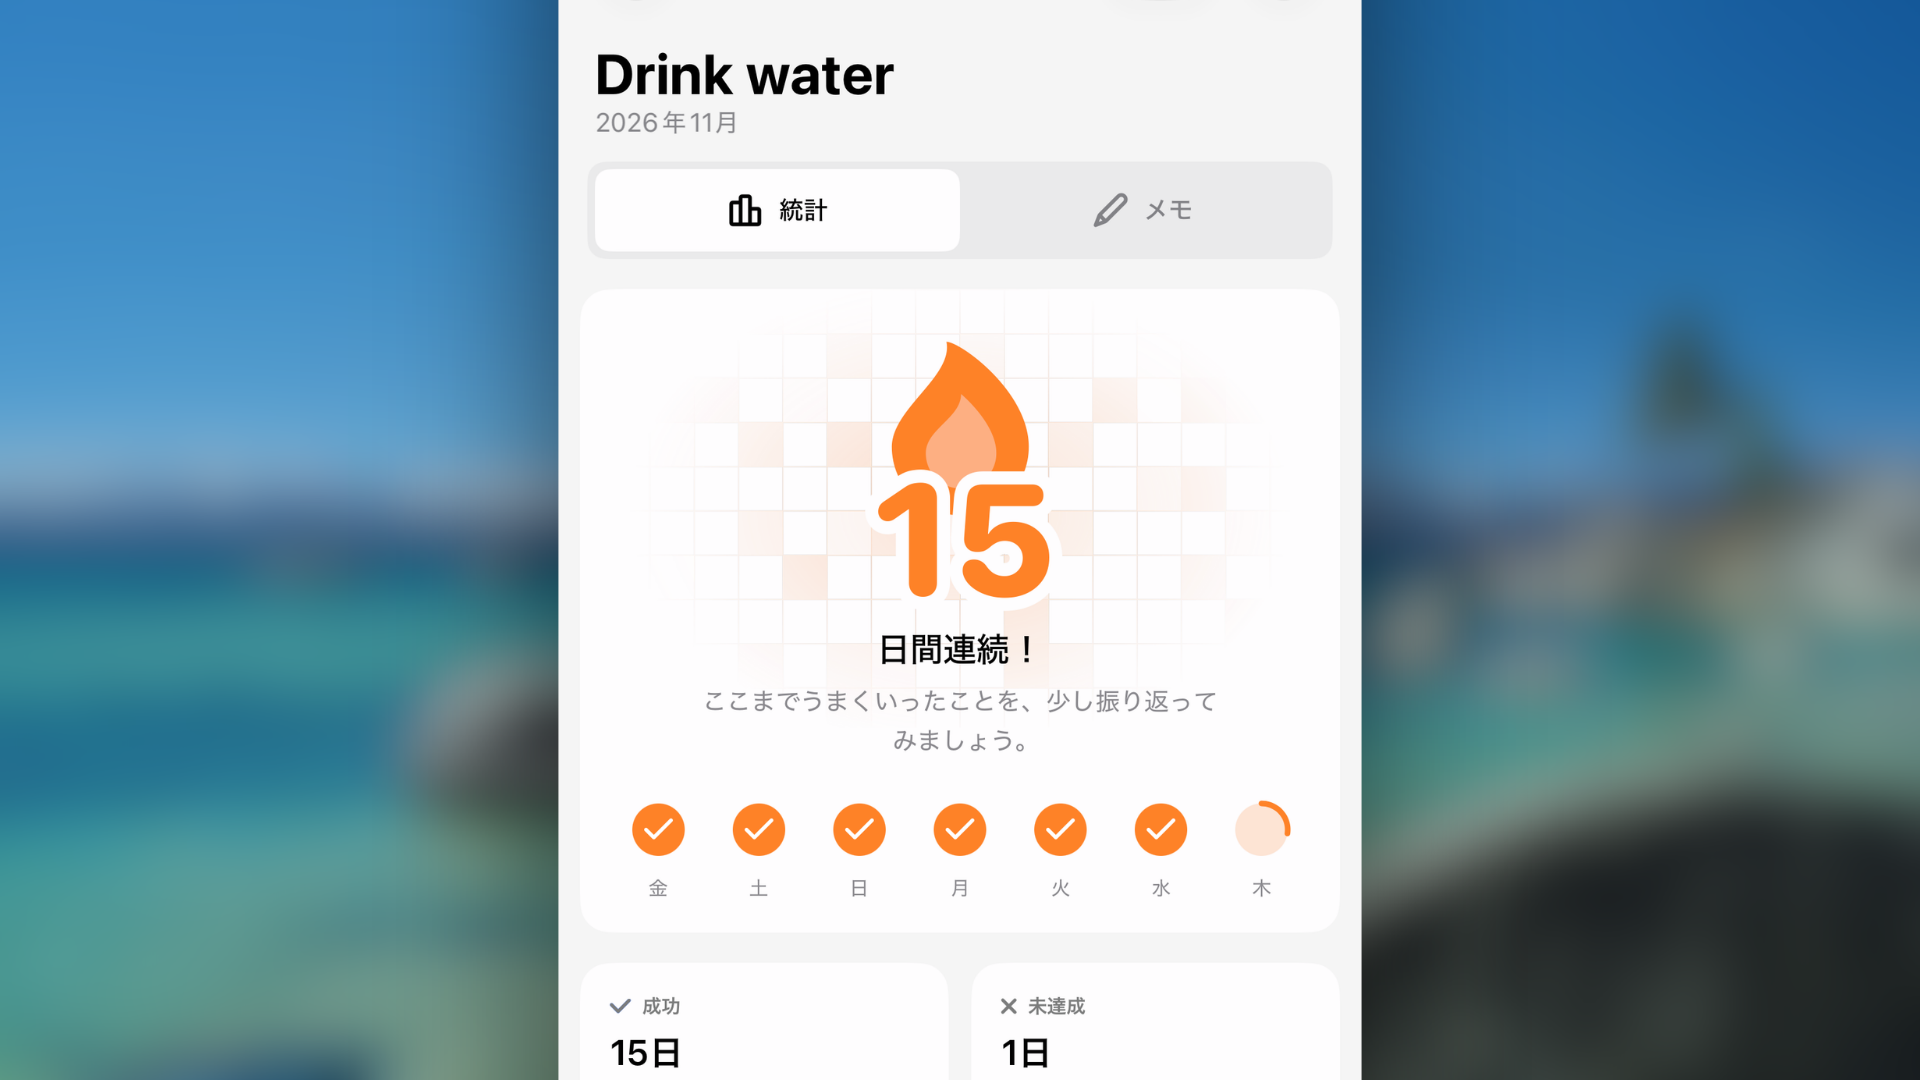 Drink water
2026年11月
統計
メモ
15
日間連続！
ここまでうまくいったことを、少し振り返って
みましょう。
金 土 日 月 火 水 木
成功
15日
未達成
1日